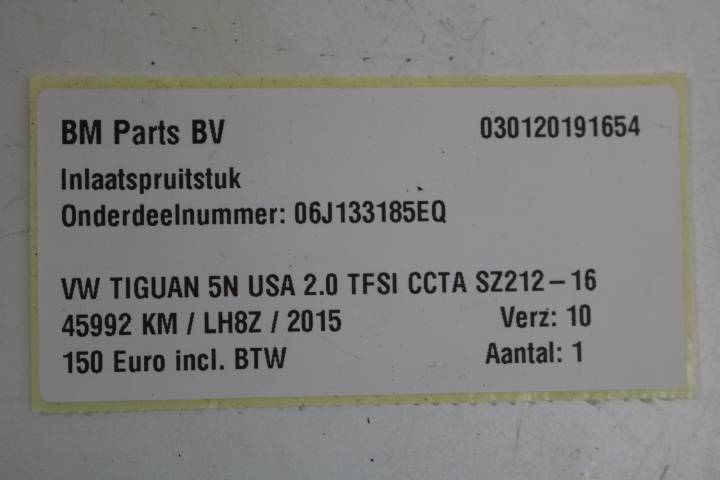 BM Parts BV 030120191654
Inlaatspruitstuk
Onderdeelnummer: 06J133185EQ
VW TIGUAN 5N USA 2.0 TFSI CCTA SZ212-16
45992 KM / LH8Z / 2015 Verz: 10
150 Euro incl. BTW Aantal: 1